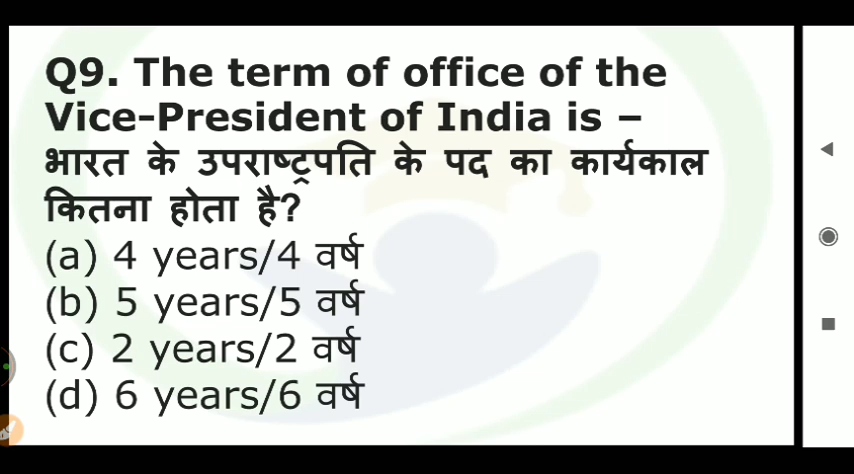 Q9. The term of office of the
Vice-President of India is –
भारत के उपराष्ट्रपति के पद का कार्यकाल
कितना होता है?
(a) 4 years/4 वर्ष
(b) 5 years/5 वर्ष
(c) 2 years/2 वर्ष
(d) 6 years/6 वर्ष